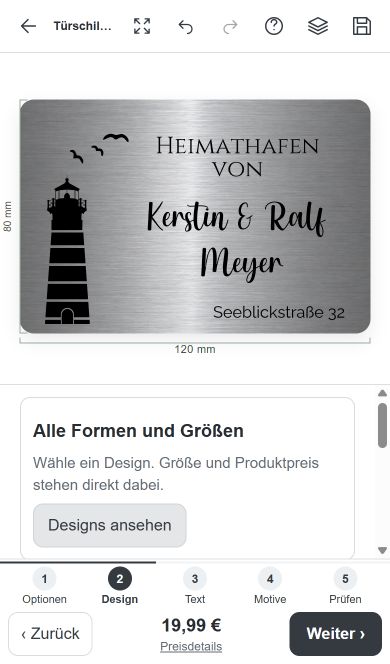 Türschil...
80 mm
HEIMATHAFEN
VON
Kerstin & Ralf
Meyer
Seeblickstraße 32
120 mm
Alle Formen und Größen
Wähle ein Design. Größe und Produktpreis
stehen direkt dabei.
Designs ansehen
1 2 3 4 5
Optionen Design Text Motive Prüfen
‹ Zurück 19,99 € Weiter ›
Preisdetails